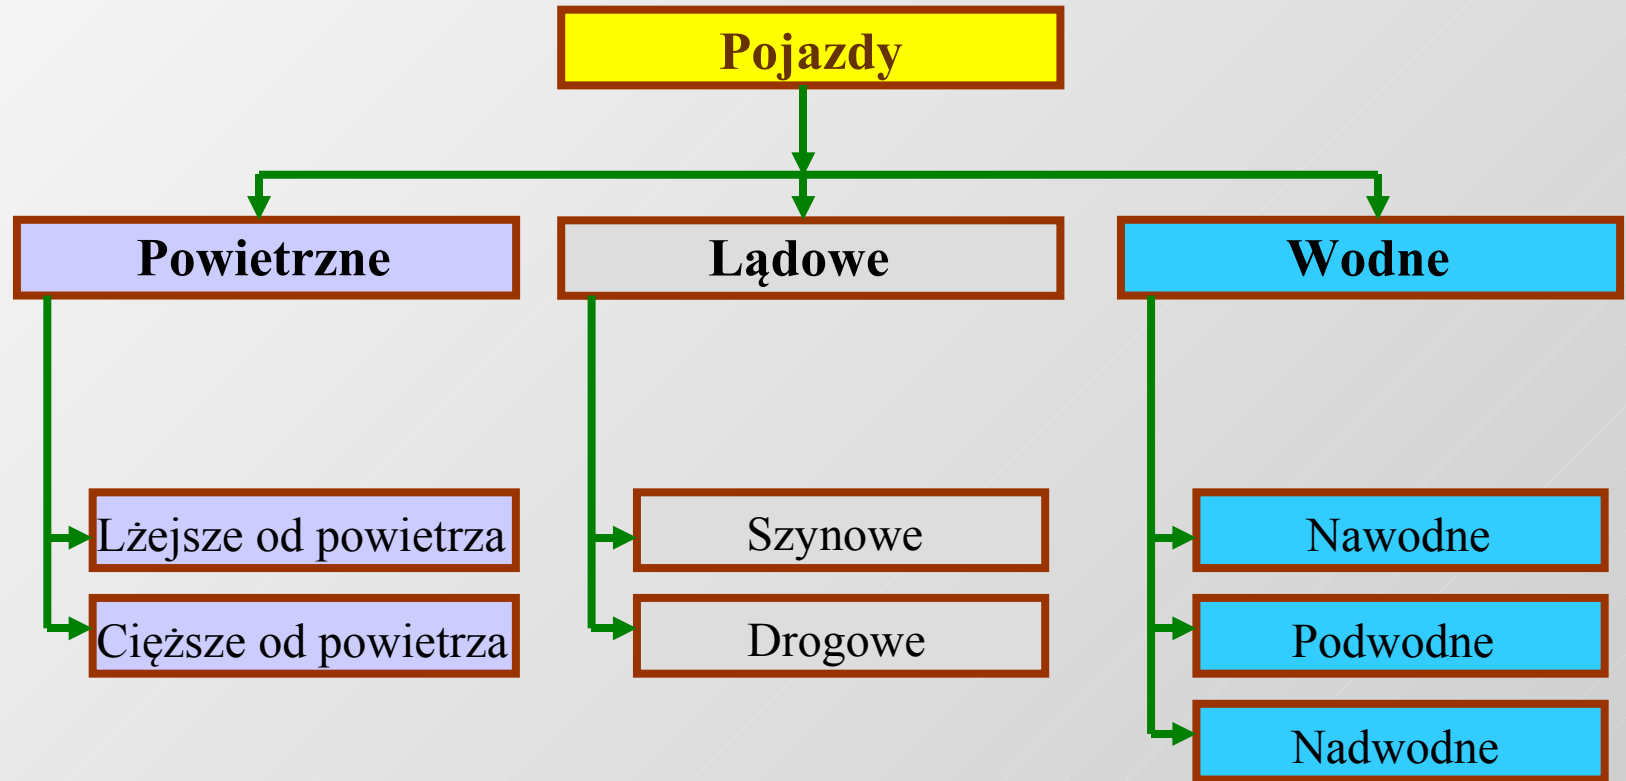 Pojazdy
Powietrzne
Lądowe
Wodne
Lżejsze od powietrza
Szynowe
Nawodne
Cięższe od powietrza
Drogowe
Podwodne
Nadwodne